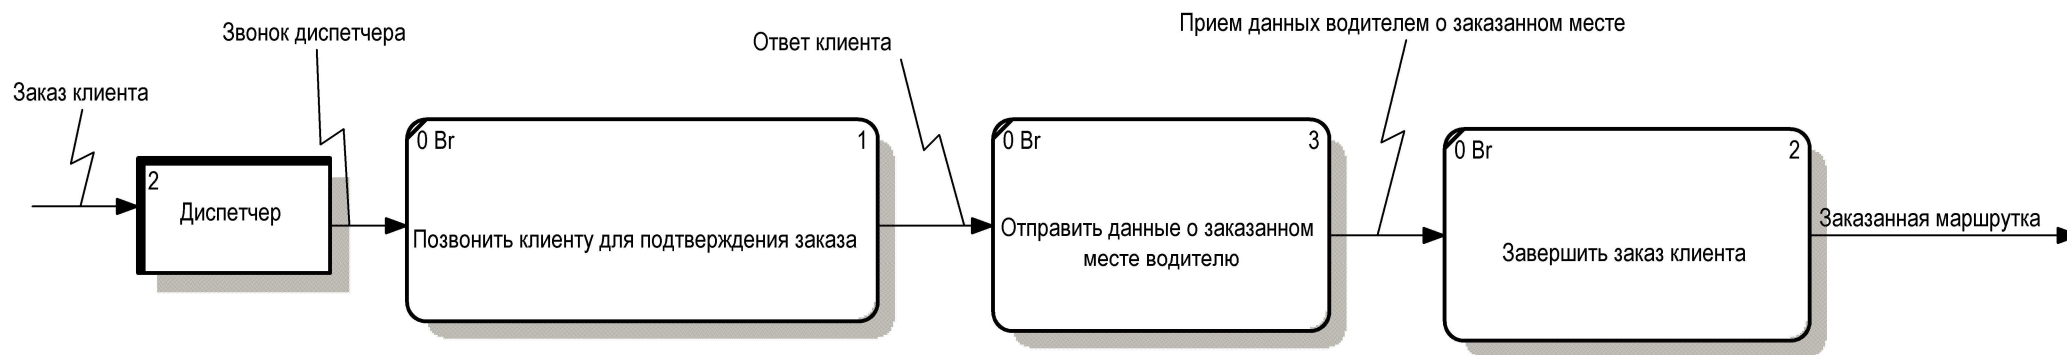 Прием данных водителем о заказанном месте
Звонок диспетчера
Ответ клиента
Заказ клиента
2
Диспетчер
0 Br 1
Позвонить клиенту для подтверждения заказа
0 Br 3
Отправить данные о заказанном
месте водителю
0 Br 2
Завершить заказ клиента
Заказанная маршрутка